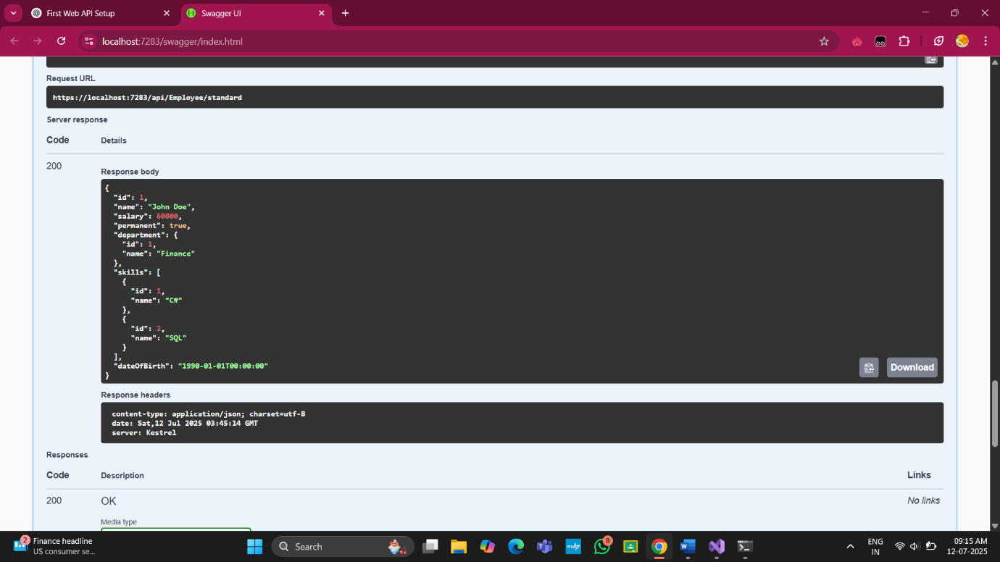 First Web API Setup
Swagger UI
localhost:7283/swagger/index.html
Request URL
https://localhost:7283/api/Employee/standard
Server response
Code Details
200
Response body
{
  "id": 1,
  "name": "John Doe",
  "salary": 60000,
  "permanent": true,
  "department": {
    "id": 1,
    "name": "Finance"
  },
  "skills": [
    {
      "id": 1,
      "name": "C#"
    },
    {
      "id": 2,
      "name": "SQL"
    }
  ],
  "dateOfBirth": "1990-01-01T00:00:00"
}
Download
Response headers
content-type: application/json; charset=utf-8
date: Sat,12 Jul 2025 03:45:14 GMT
server: Kestrel
Responses
Code Description Links
200 OK No links
Media type
2
Finance headline
US consumer se...
Search
myhp
8
W
ENG
IN
09:15 AM
12-07-2025